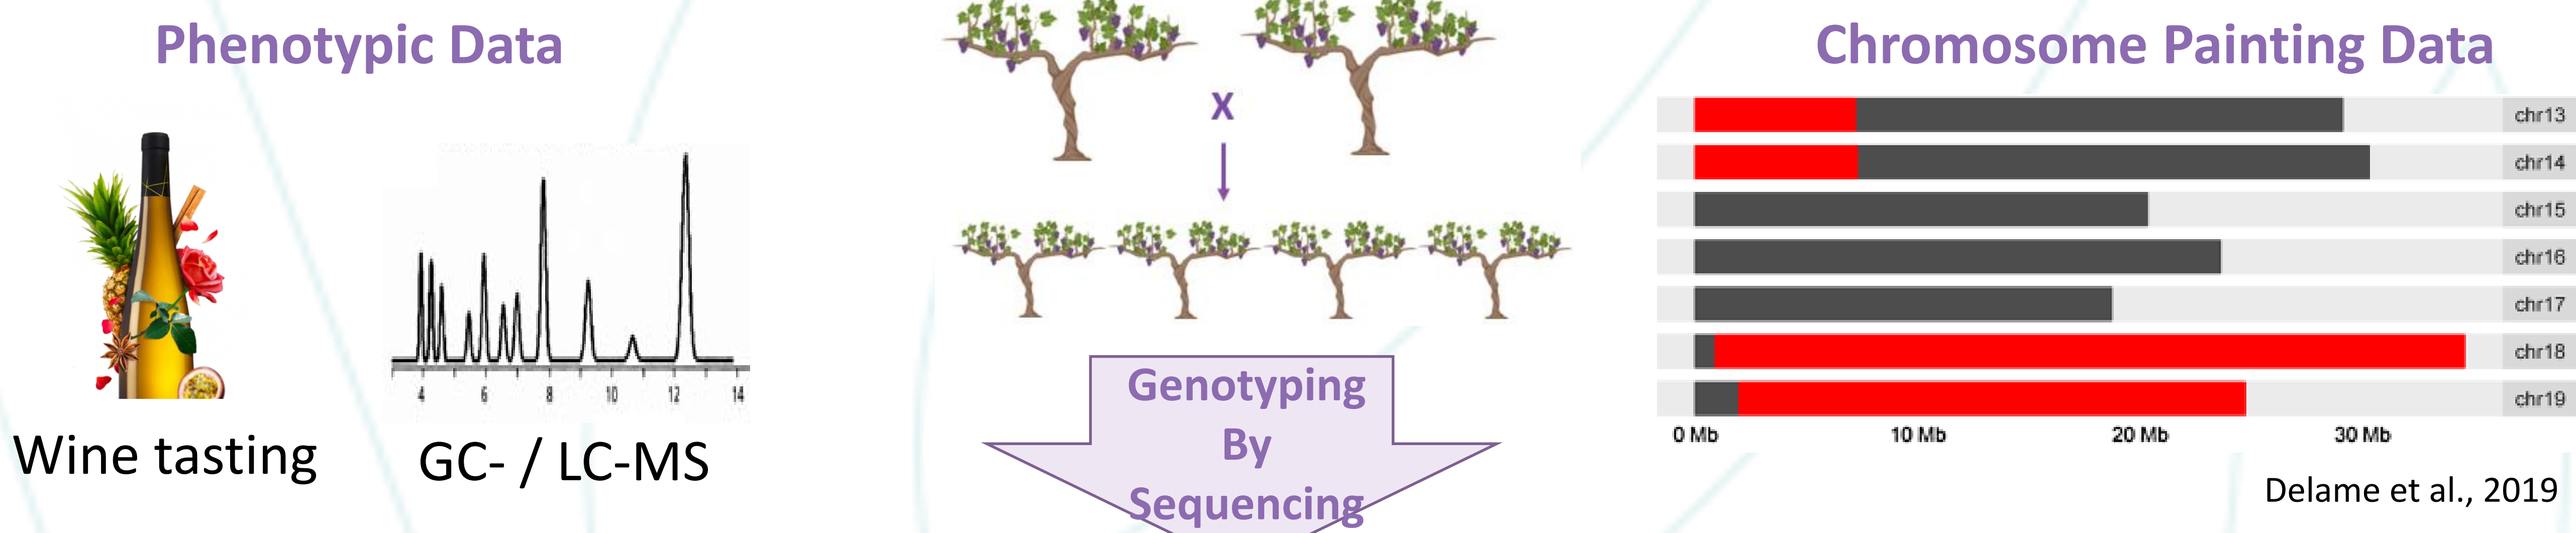 Phenotypic Data
Wine tasting
4 6 8 10 12 14
GC- / LC-MS
X
Genotyping
By
Sequencing
Chromosome Painting Data
chr13
chr14
chr15
chr16
chr17
chr18
chr19
0 Mb 10 Mb 20 Mb 30 Mb
Delame et al., 2019